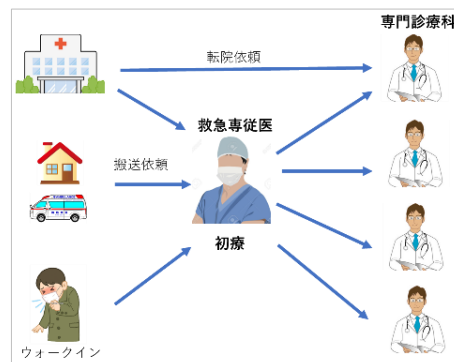 専門診療科
転院依頼
救急専従医
搬送依頼
初療
ウォークイン